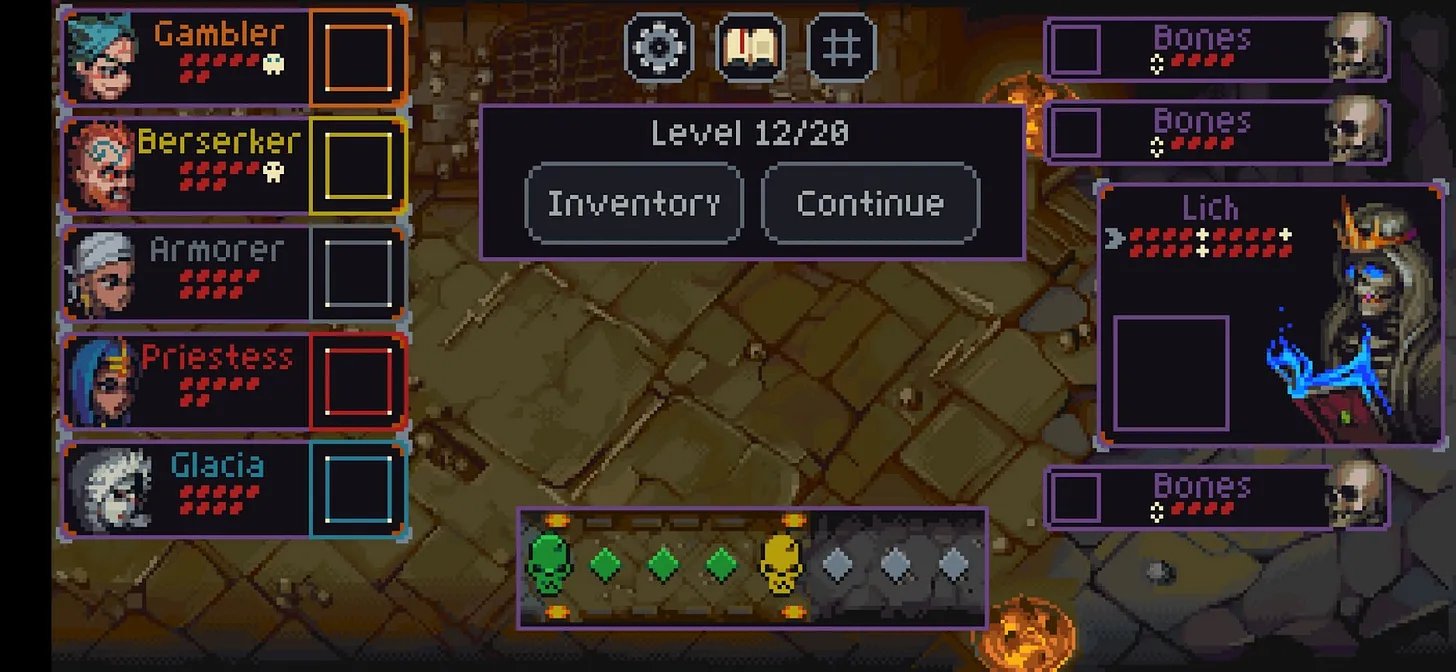 Gambler
Berserker
Armorer
Priestess
Glacia
Level 12/20
Inventory
Continue
Bones
Bones
Lich
Bones